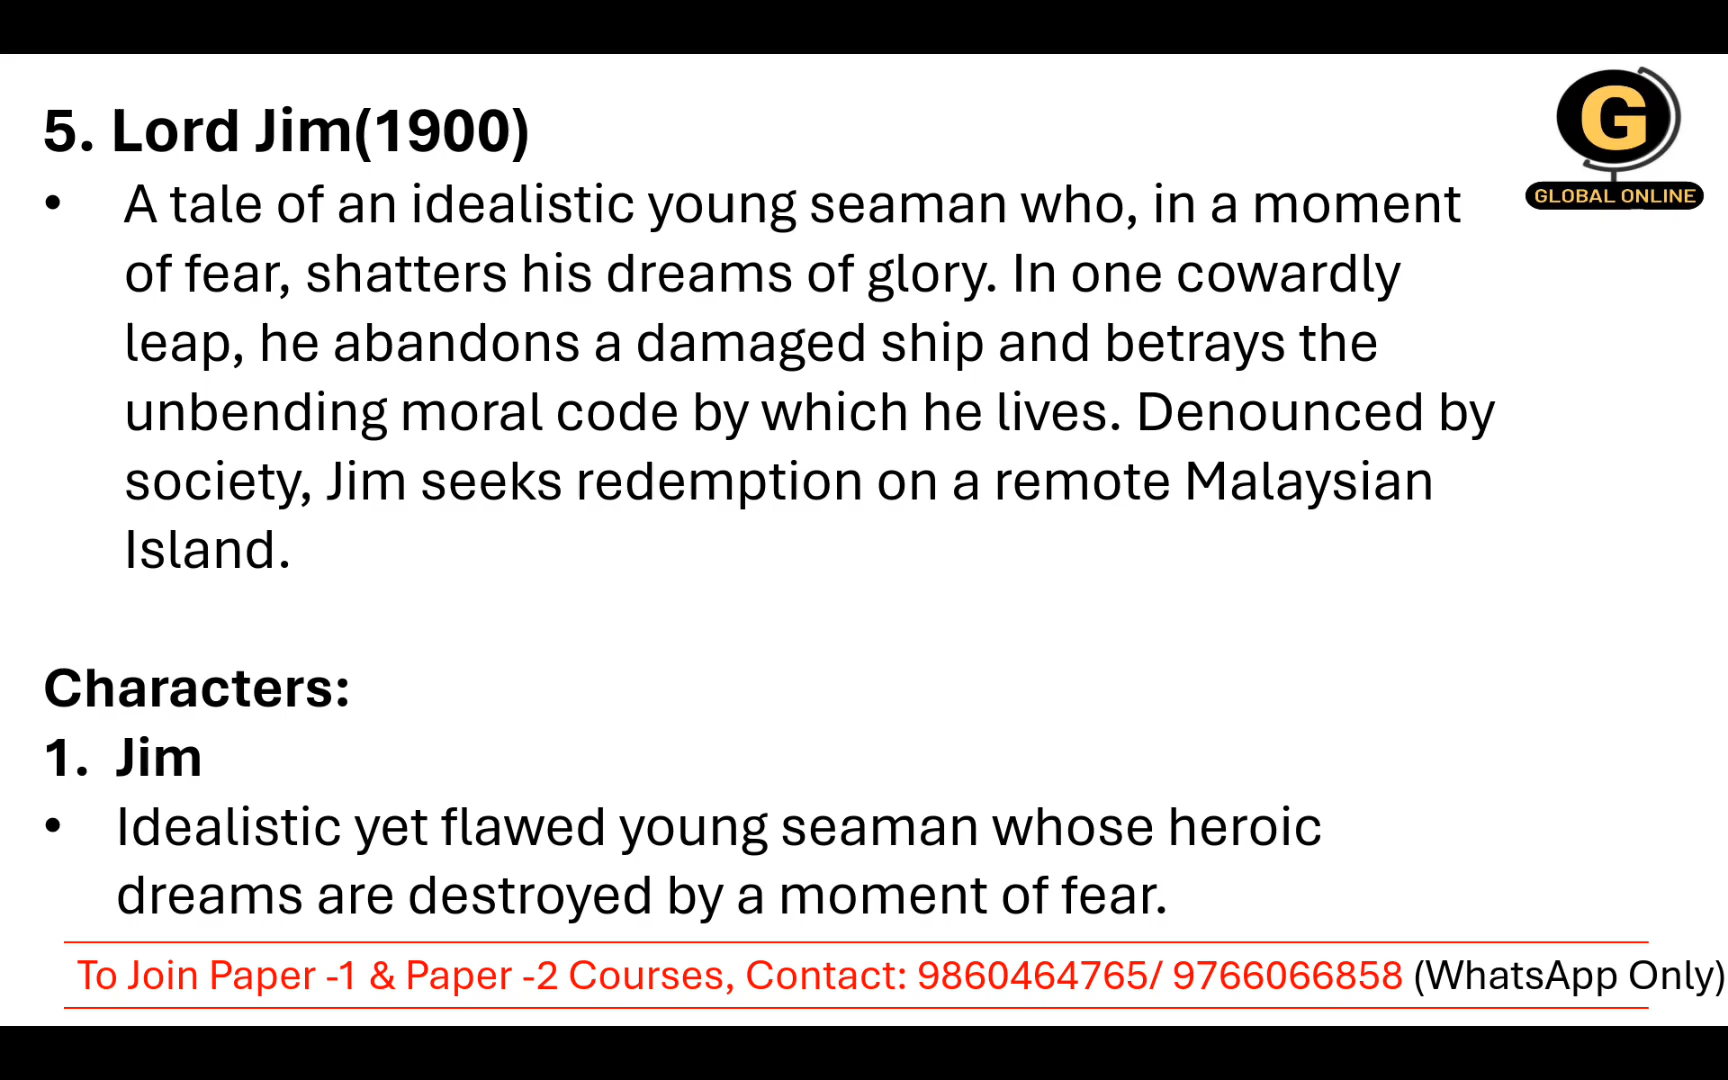 G
GLOBAL ONLINE
5. Lord Jim(1900)
• A tale of an idealistic young seaman who, in a moment
of fear, shatters his dreams of glory. In one cowardly
leap, he abandons a damaged ship and betrays the
unbending moral code by which he lives. Denounced by
society, Jim seeks redemption on a remote Malaysian
Island.
Characters:
1. Jim
• Idealistic yet flawed young seaman whose heroic
dreams are destroyed by a moment of fear.
To Join Paper -1 & Paper -2 Courses, Contact: 9860464765/ 9766066858 (WhatsApp Only)